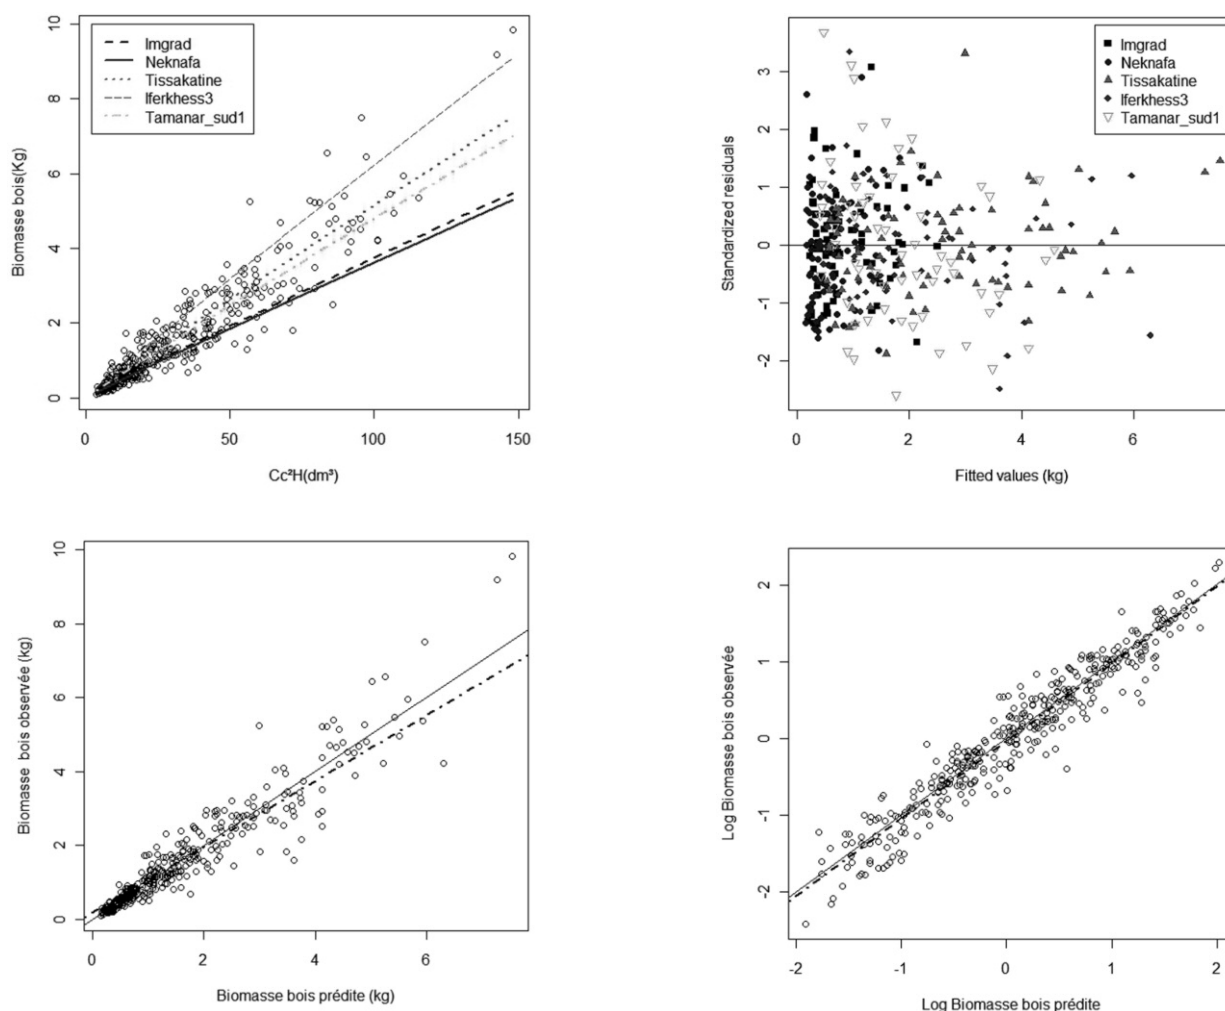 Biomasse bois(Kg)
10
8
6
4
2
0
Imgrad
Neknafa
Tissakatine
Iferkhess3
Tamanar_sud1
0 50 100 150
Cc²H(dm³)
Standardized residuals
3
2
1
0
-1
-2
Imgrad
Neknafa
Tissakatine
Iferkhess3
Tamanar_sud1
0 2 4 6
Fitted values (kg)
Biomasse bois observée (kg)
10
8
6
4
2
0
0 2 4 6
Biomasse bois prédite (kg)
Log Biomasse bois observée
2
1
0
-1
-2
-2 -1 0 1 2
Log Biomasse bois prédite